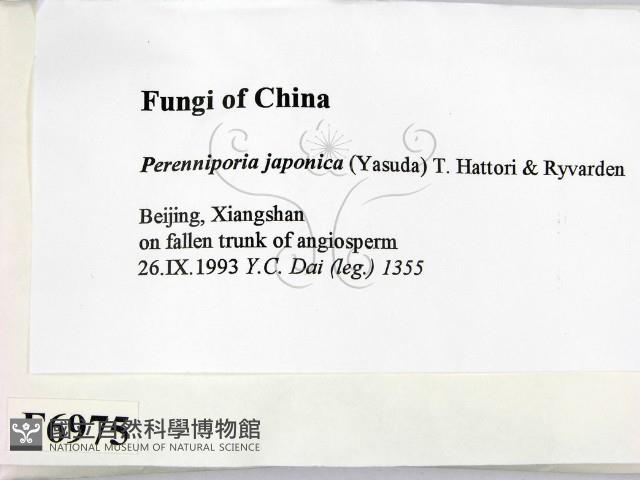 Fungi of China
Perenniporia japonica (Yasuda) T. Hattori & Ryvarden
Beijing, Xiangshan
on fallen trunk of angiosperm
26.IX.1993 Y.C. Dai (leg.) 1355
F6975
國立自然科學博物館
NATIONAL MUSEUM OF NATURAL SCIENCE